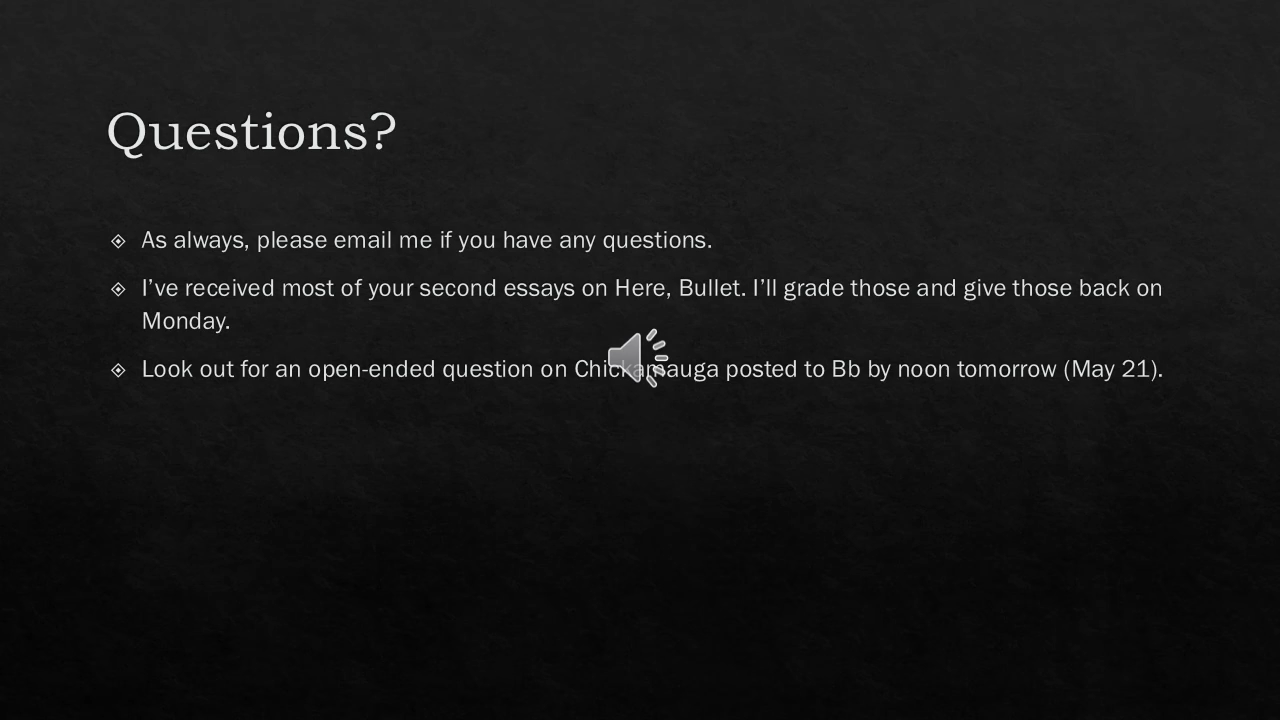 Questions?
As always, please email me if you have any questions.
I’ve received most of your second essays on Here, Bullet. I’ll grade those and give those back on
Monday.
Look out for an open-ended question on Chickamauga posted to Bb by noon tomorrow (May 21).